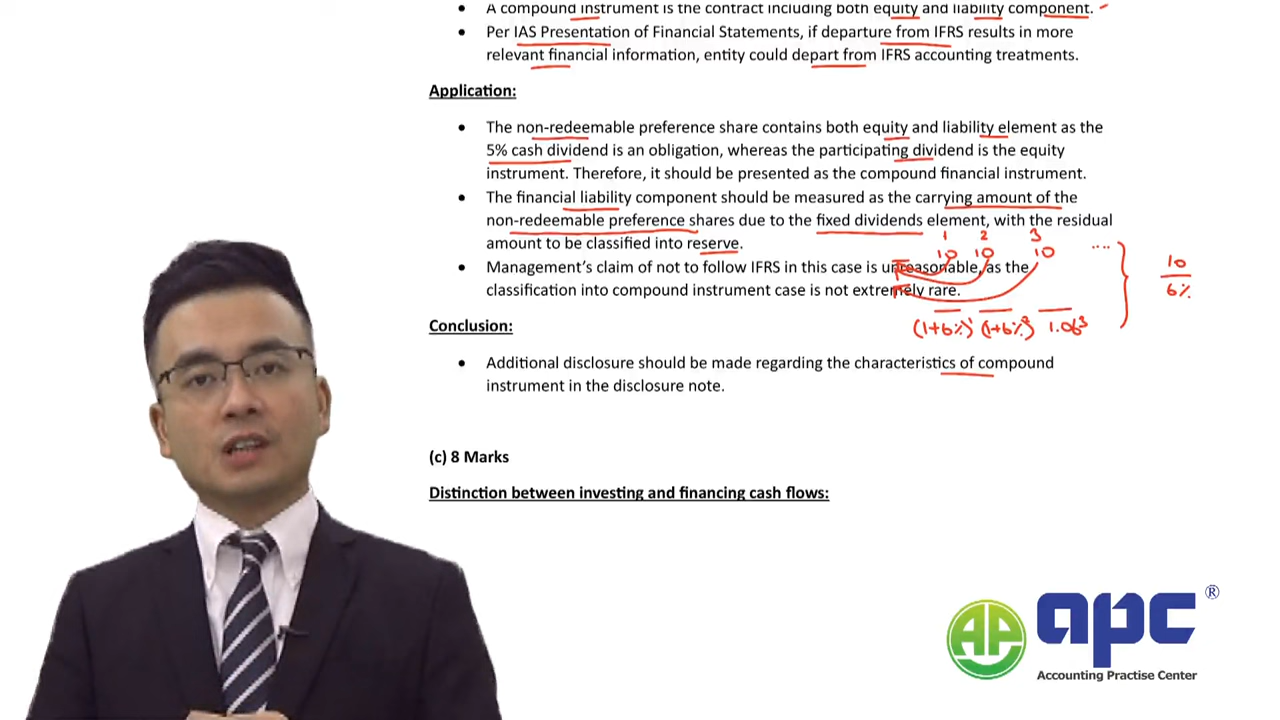 • A compound instrument is the contract including both equity and liability component.
• Per IAS Presentation of Financial Statements, if departure from IFRS results in more
relevant financial information, entity could depart from IFRS accounting treatments.
Application:
• The non-redeemable preference share contains both equity and liability element as the
5% cash dividend is an obligation, whereas the participating dividend is the equity
instrument. Therefore, it should be presented as the compound financial instrument.
• The financial liability component should be measured as the carrying amount of the
non-redeemable preference shares due to the fixed dividends element, with the residual
amount to be classified into reserve.
1 2 3
10 10 10 ....
• Management's claim of not to follow IFRS in this case is unreasonable, as the
classification into compound instrument case is not extremely rare.
10
6%
(1+6%)¹ (1+6%)² 1.06³
Conclusion:
• Additional disclosure should be made regarding the characteristics of compound
instrument in the disclosure note.
(c) 8 Marks
Distinction between investing and financing cash flows:
AP
apc®
Accounting Practise Center